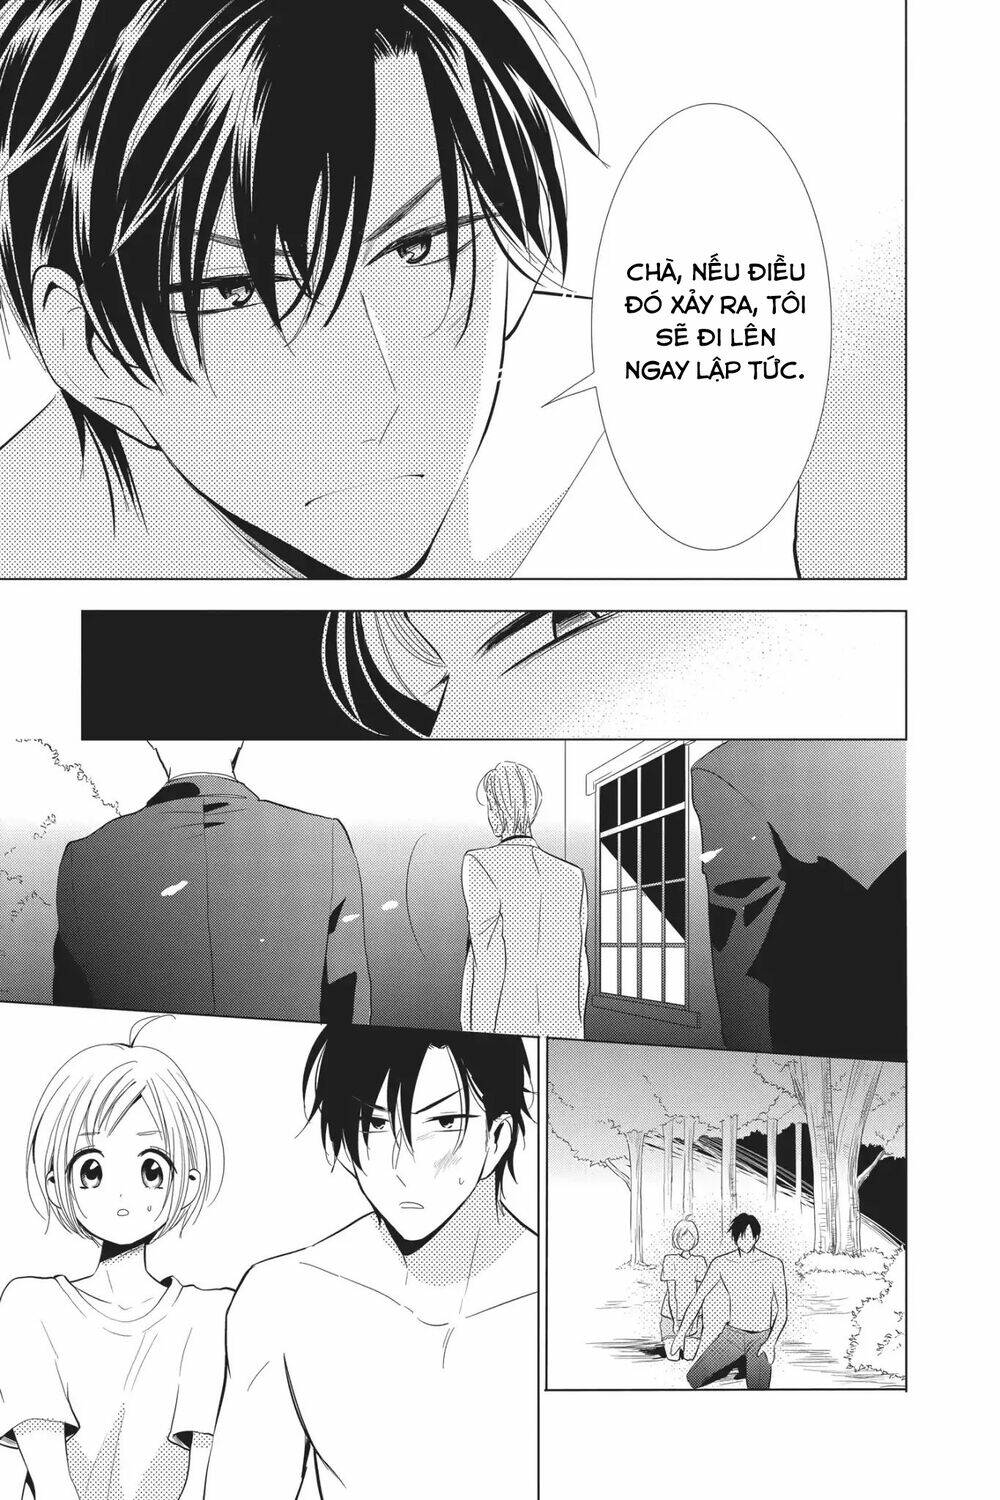 CHÀ, NẾU ĐIỀU
ĐÓ XẢY RA, TÔI
SẼ ĐI LÊN
NGAY LẬP TỨC.